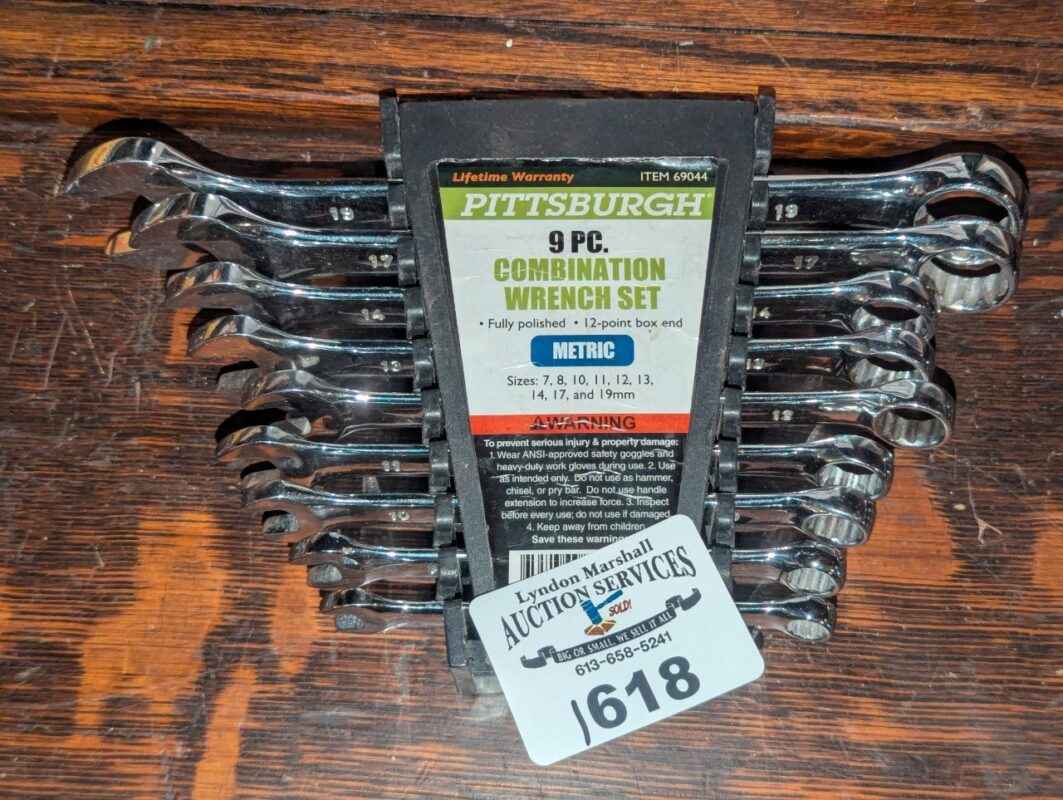 Lifetime Warranty ITEM 69044
PITTSBURGH
9 PC.
COMBINATION
WRENCH SET
• Fully polished • 12-point box end
METRIC
Sizes: 7, 8, 10, 11, 12, 13,
14, 17, and 19mm
⚠WARNING
To prevent serious injury & property damage:
1. Wear ANSI-approved safety goggles and
heavy-duty work gloves during use. 2. Use
as intended only. Do not use as hammer,
chisel, or pry bar. Do not use handle
extension to increase force. 3. Inspect
before every use; do not use if damaged.
4. Keep away from children.
Save these warning
Lyndon Marshall
AUCTION SERVICES
SOLD!
BIG OR SMALL, WE SELL IT ALL
613-658-5241
1618
19 19
17 17
14